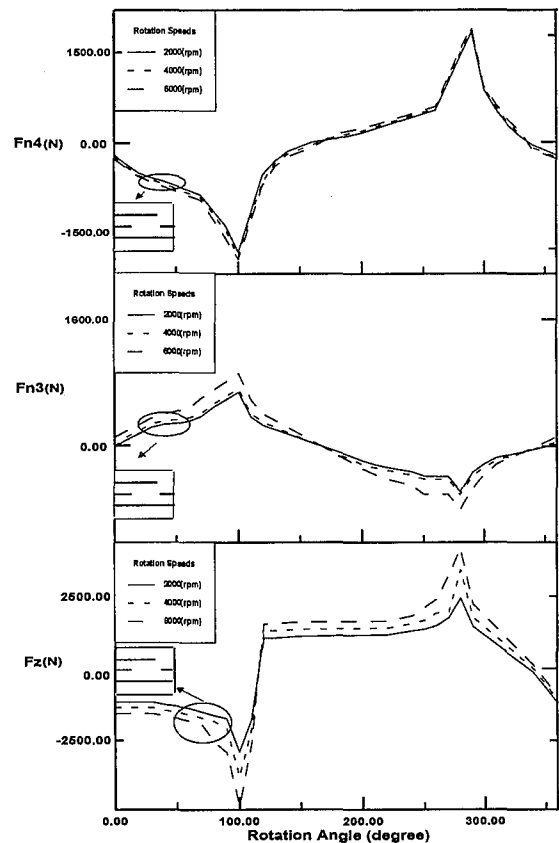 Rotation Speeds
2000(rpm)
4000(rpm)
6000(rpm)
1500.00
Fn4(N)
0.00
-1500.00
Rotation Speeds
2000(rpm)
4000(rpm)
6000(rpm)
1600.00
Fn3(N)
0.00
Rotation Speeds
2000(rpm)
4000(rpm)
6000(rpm)
2500.00
Fz(N)
0.00
-2500.00
0.00 100.00 200.00 300.00
Rotation Angle (degree)